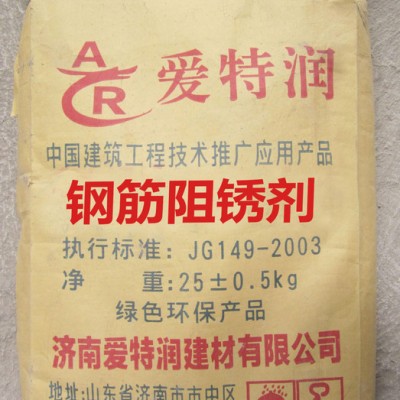 ATR 爱特润
中国建筑工程技术推广应用产品
钢筋阻锈剂
执行标准：JG149-2003
净 重：25±0.5kg
绿色环保产品
济南爱特润建材有限公司
地址：山东省济南市市中区